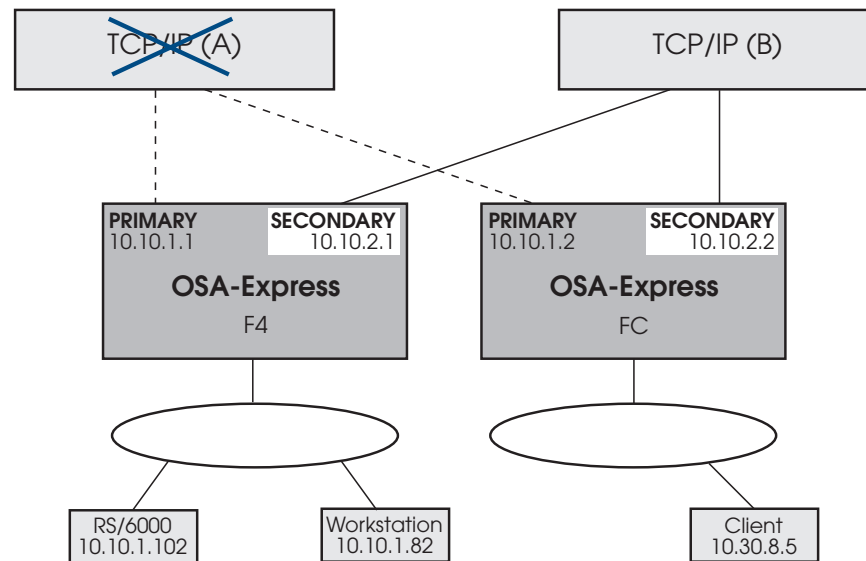 TCP/IP (A)
TCP/IP (B)
PRIMARY
10.10.1.1
SECONDARY
10.10.2.1
OSA-Express
F4
PRIMARY
10.10.1.2
SECONDARY
10.10.2.2
OSA-Express
FC
RS/6000
10.10.1.102
Workstation
10.10.1.82
Client
10.30.8.5